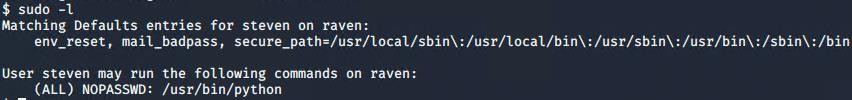 $ sudo -l
Matching Defaults entries for steven on raven:
    env_reset, mail_badpass, secure_path=/usr/local/sbin\:/usr/local/bin\:/usr/sbin\:/usr/bin\:/sbin\:/bin
User steven may run the following commands on raven:
    (ALL) NOPASSWD: /usr/bin/python